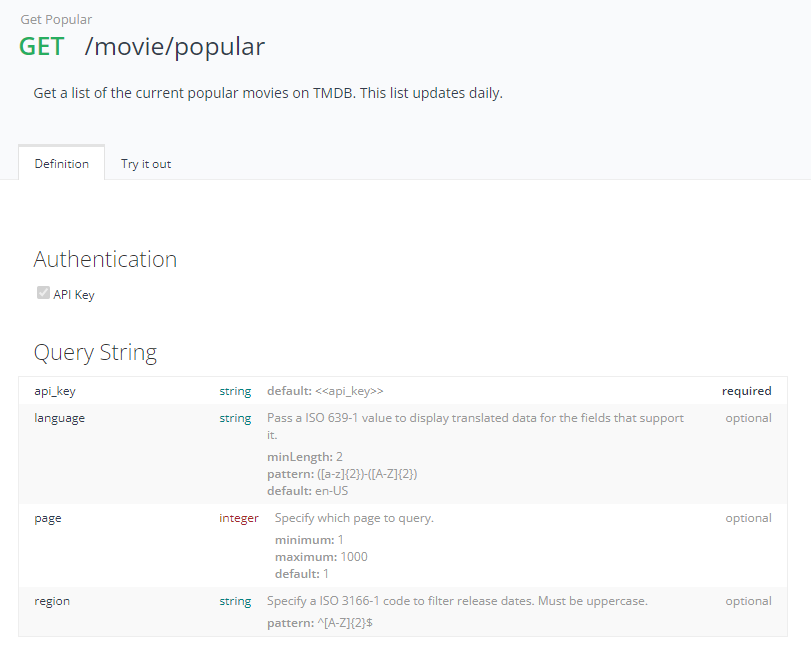 Get Popular
GET /movie/popular
Get a list of the current popular movies on TMDB. This list updates daily.
Definition Try it out
Authentication
API Key
Query String
api_key string default: <<api_key>> required
language string Pass a ISO 639-1 value to display translated data for the fields that support optional
it.
minLength: 2
pattern: ([a-z]{2})-([A-Z]{2})
default: en-US
page integer Specify which page to query. optional
minimum: 1
maximum: 1000
default: 1
region string Specify a ISO 3166-1 code to filter release dates. Must be uppercase. optional
pattern: ^[A-Z]{2}$